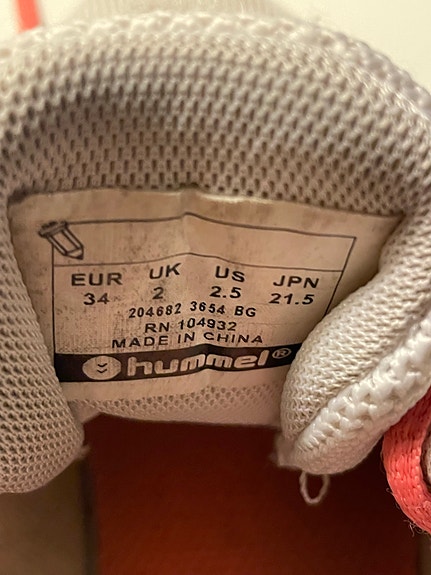 EUR UK US JPN
34 2 2.5 21.5
204682 3654 BG
RN 104932
MADE IN CHINA
hummel®